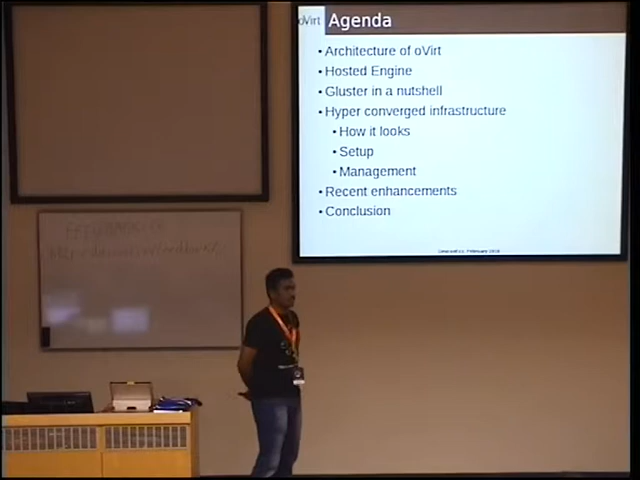 oVirt
Agenda
• Architecture of oVirt
• Hosted Engine
• Gluster in a nutshell
• Hyper converged infrastructure
• How it looks
• Setup
• Management
• Recent enhancements
• Conclusion